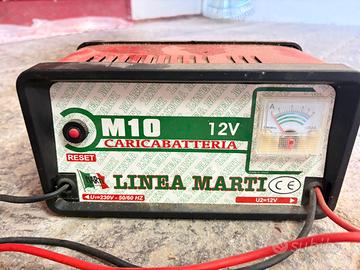 M10
12V
CARICABATTERIA
RESET
A
LINEA MARTI
CE
U1=230V - 50/60 HZ
U2=12V